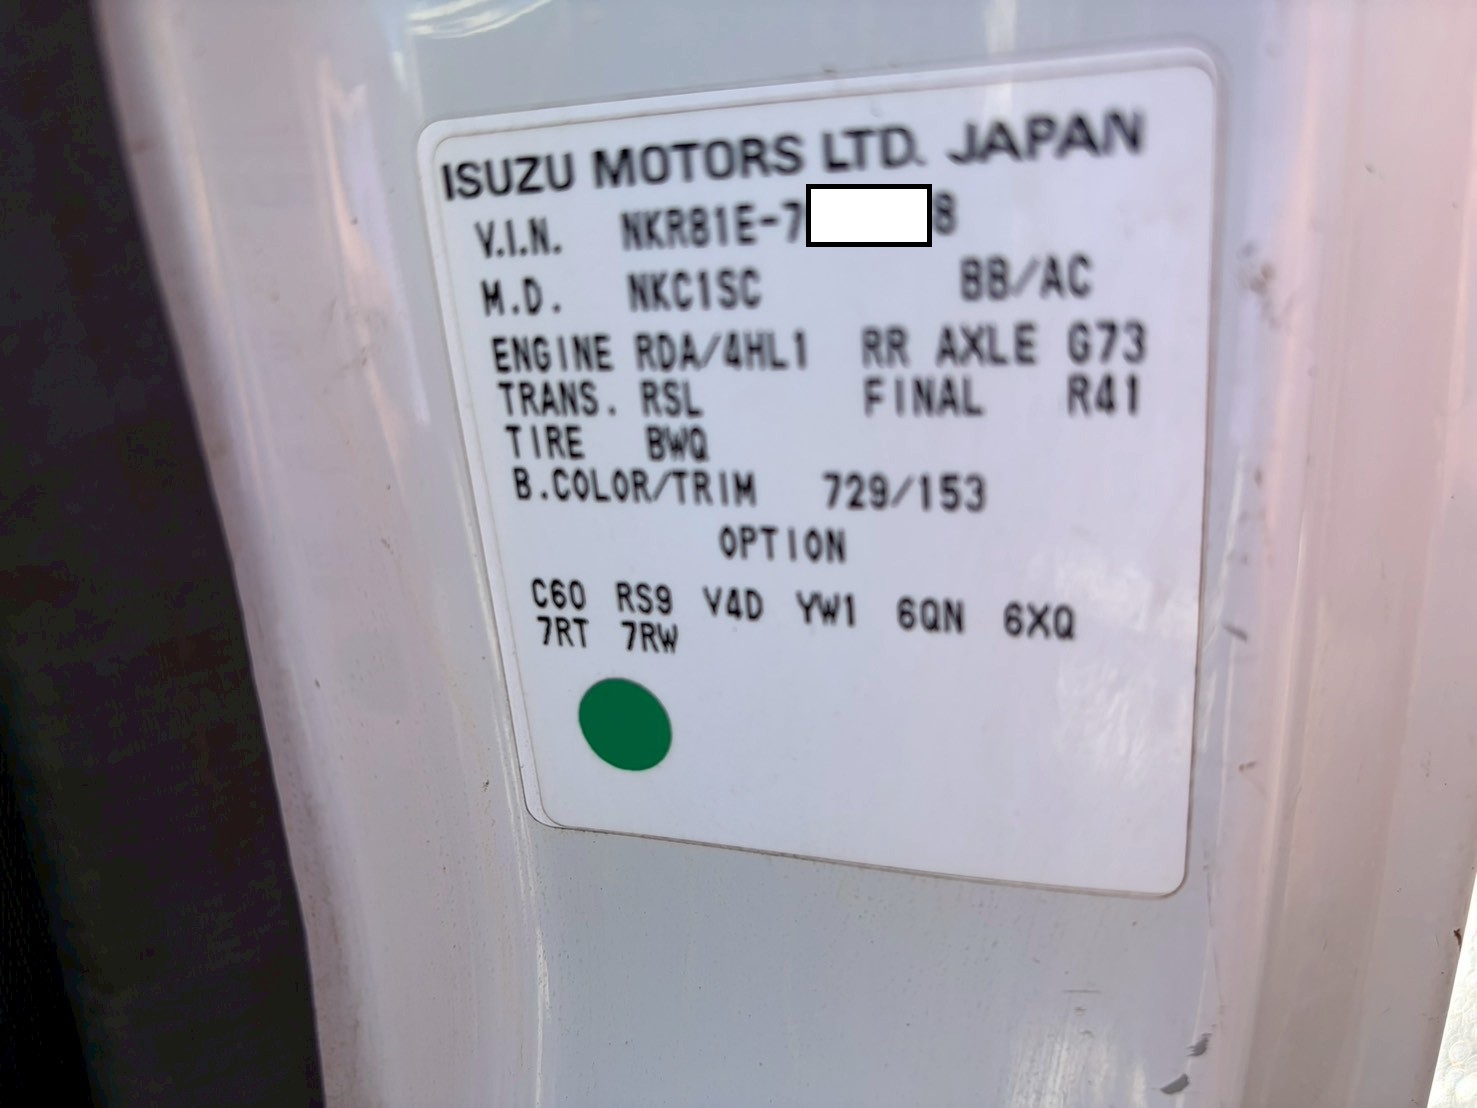 ISUZU MOTORS LTD. JAPAN
V.I.N. NKR81E-7 8
M.D. NKC1SC BB/AC
ENGINE RDA/4HL1 RR AXLE G73
TRANS. RSL FINAL R41
TIRE BWQ
B.COLOR/TRIM 729/153
OPTION
C60 RS9 V4D YW1 6QN 6XQ
7RT 7RW